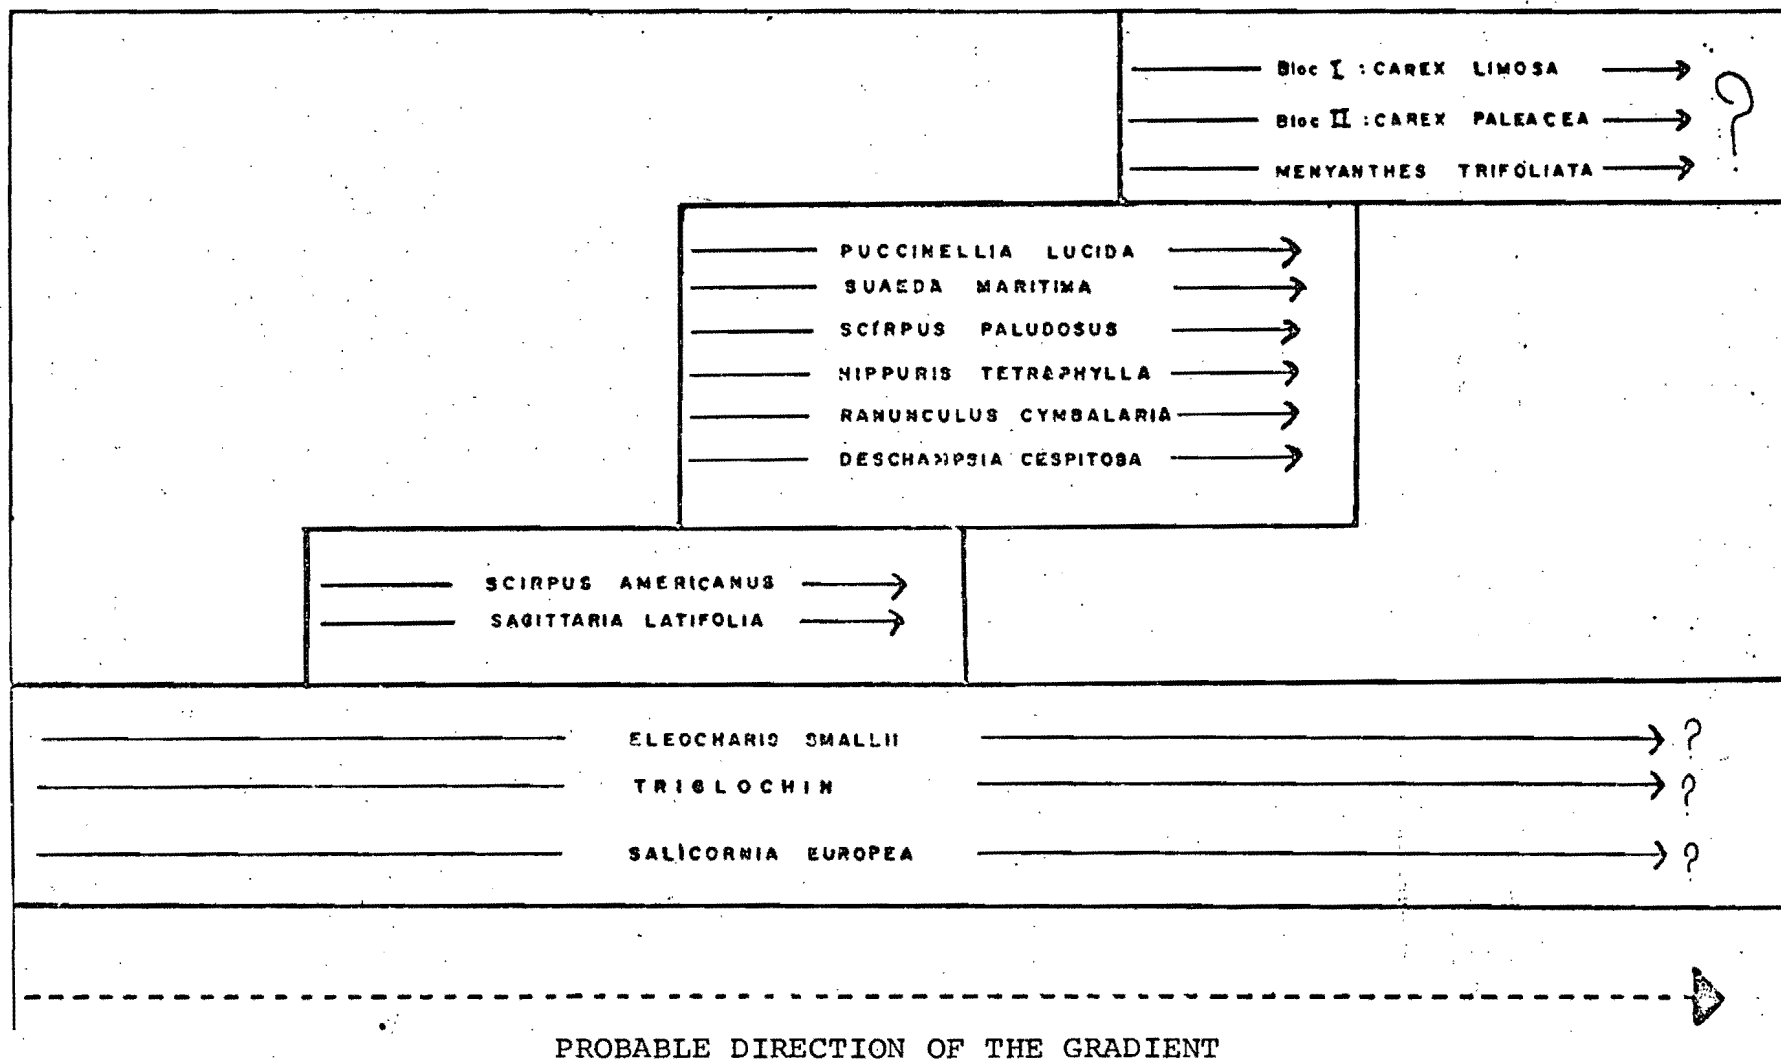 Bloc I : CAREX LIMOSA
?
Bloc II : CAREX PALEACEA
MENYANTHES TRIFOLIATA
PUCCINELLIA LUCIDA
SUAEDA MARITIMA
SCIRPUS PALUDOSUS
HIPPURIS TETRAPHYLLA
RANUNCULUS CYMBALARIA
DESCHAMPSIA CESPITOSA
SCIRPUS AMERICANUS
SAGITTARIA LATIFOLIA
ELEOCHARIS SMALLII ?
TRIGLOCHIN ?
SALICORNIA EUROPEA ?
PROBABLE DIRECTION OF THE GRADIENT